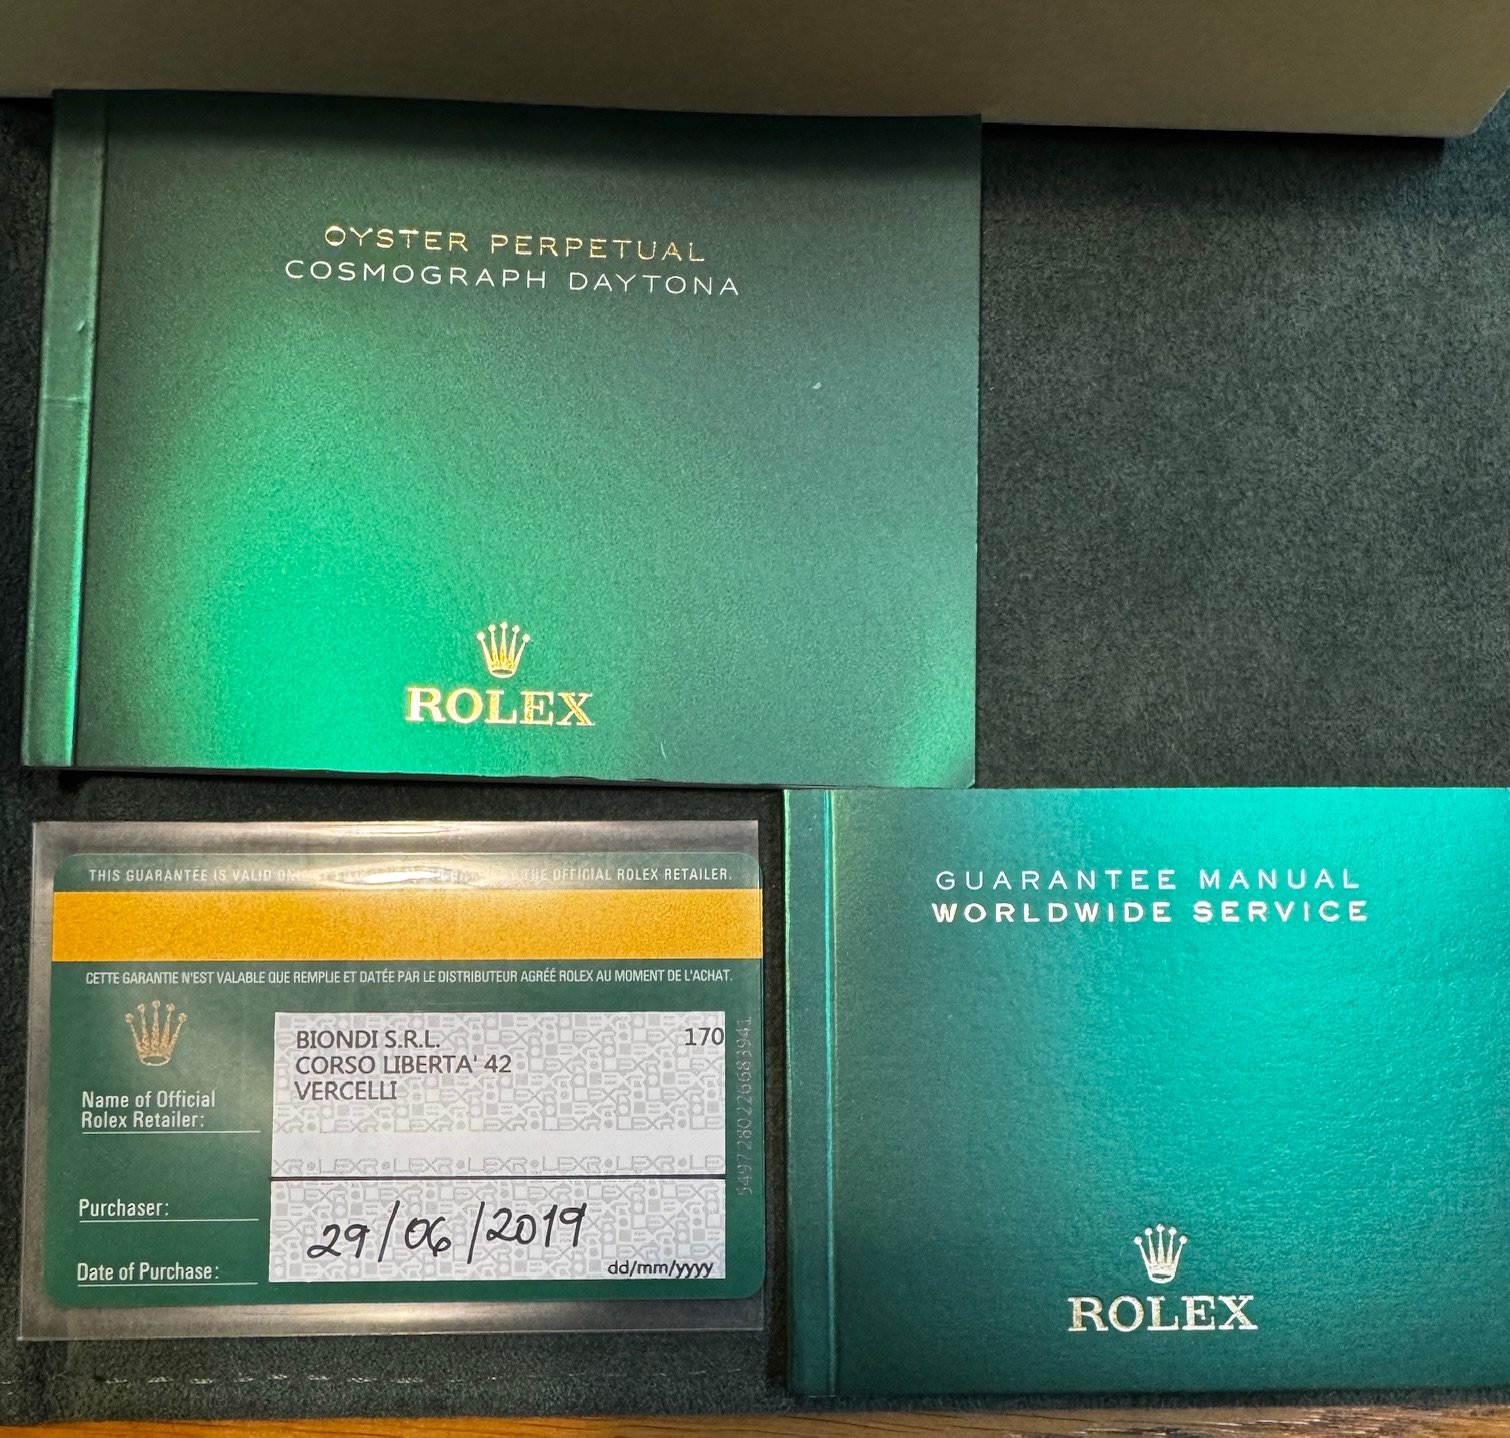 OYSTER PERPETUAL
COSMOGRAPH DAYTONA
ROLEX
THIS GUARANTEE IS VALID THE OFFICIAL ROLEX RETAILER.
CETTE GARANTIE N'EST VALABLE QUE REMPLIE ET DATÉE PAR LE DISTRIBUTEUR AGRÉÉ ROLEX AU MOMENT DE L'ACHAT.
BIONDI S.R.L. 170
CORSO LIBERTA' 42
VERCELLI
Name of Official
Rolex Retailer:
Purchaser:
29/06/2019
dd/mm/yyyy
Date of Purchase:
GUARANTEE MANUAL
WORLDWIDE SERVICE
ROLEX